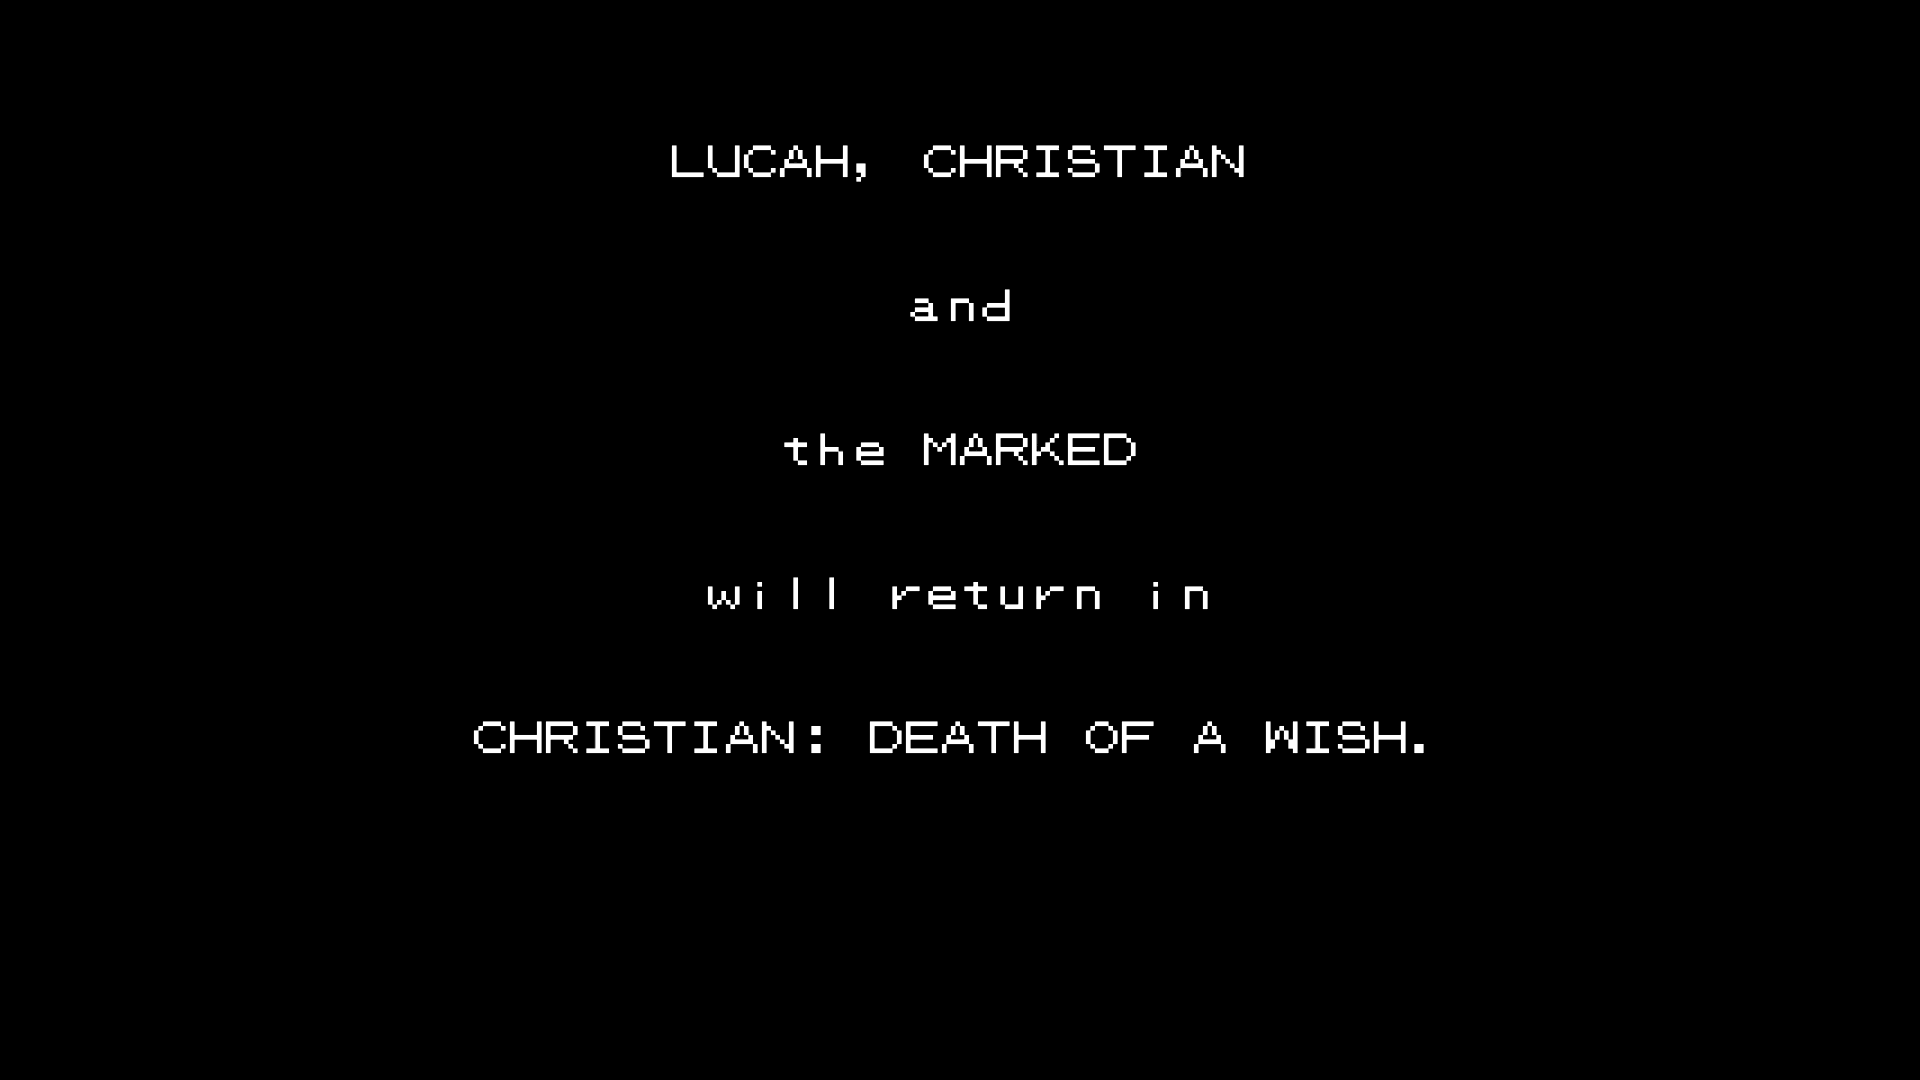 LUCAH, CHRISTIAN
and
the MARKED
will return in
CHRISTIAN: DEATH OF A WISH.